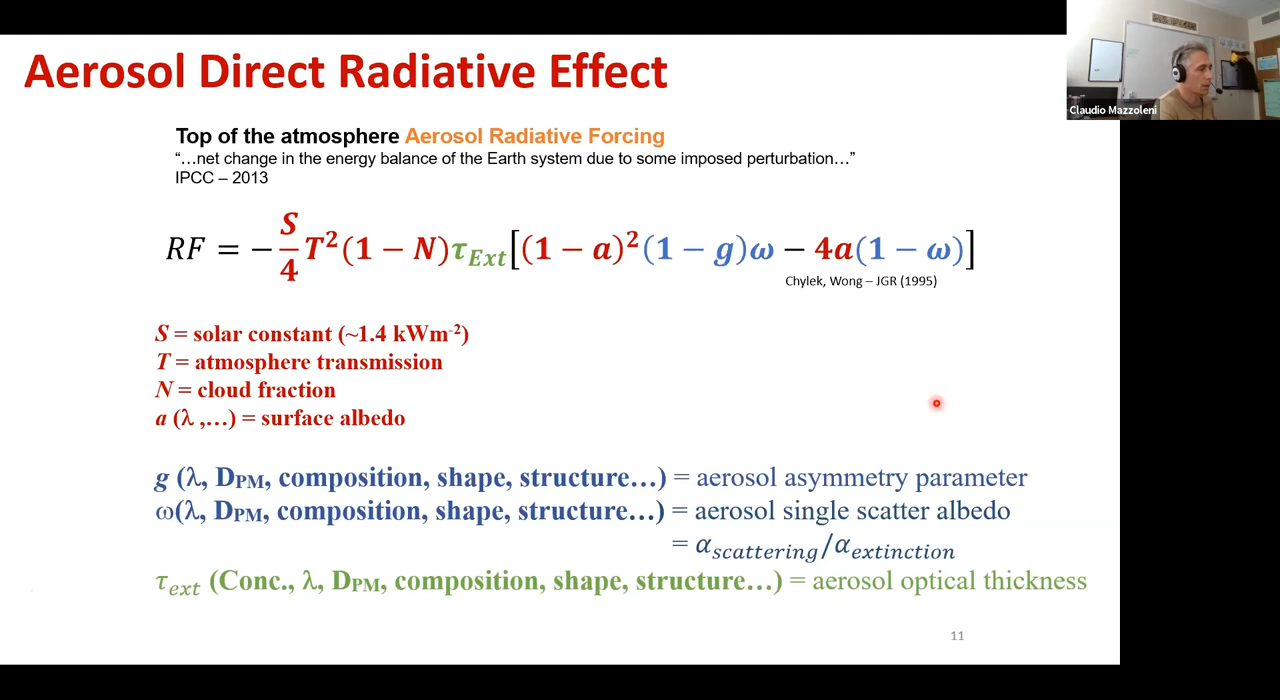 Aerosol Direct Radiative Effect
Claudio Mazzoleni
Top of the atmosphere Aerosol Radiative Forcing
“…net change in the energy balance of the Earth system due to some imposed perturbation…”
IPCC – 2013
RF = −S/4 T²(1 − N)τ_Ext[(1 − a)²(1 − g)ω − 4a(1 − ω)]
Chylek, Wong – JGR (1995)
S = solar constant (~1.4 kWm⁻²)
T = atmosphere transmission
N = cloud fraction
a (λ ,…) = surface albedo
g (λ, DPM, composition, shape, structure…) = aerosol asymmetry parameter
ω(λ, DPM, composition, shape, structure…) = aerosol single scatter albedo
= α_scattering/α_extinction
τ_ext (Conc., λ, DPM, composition, shape, structure…) = aerosol optical thickness
11